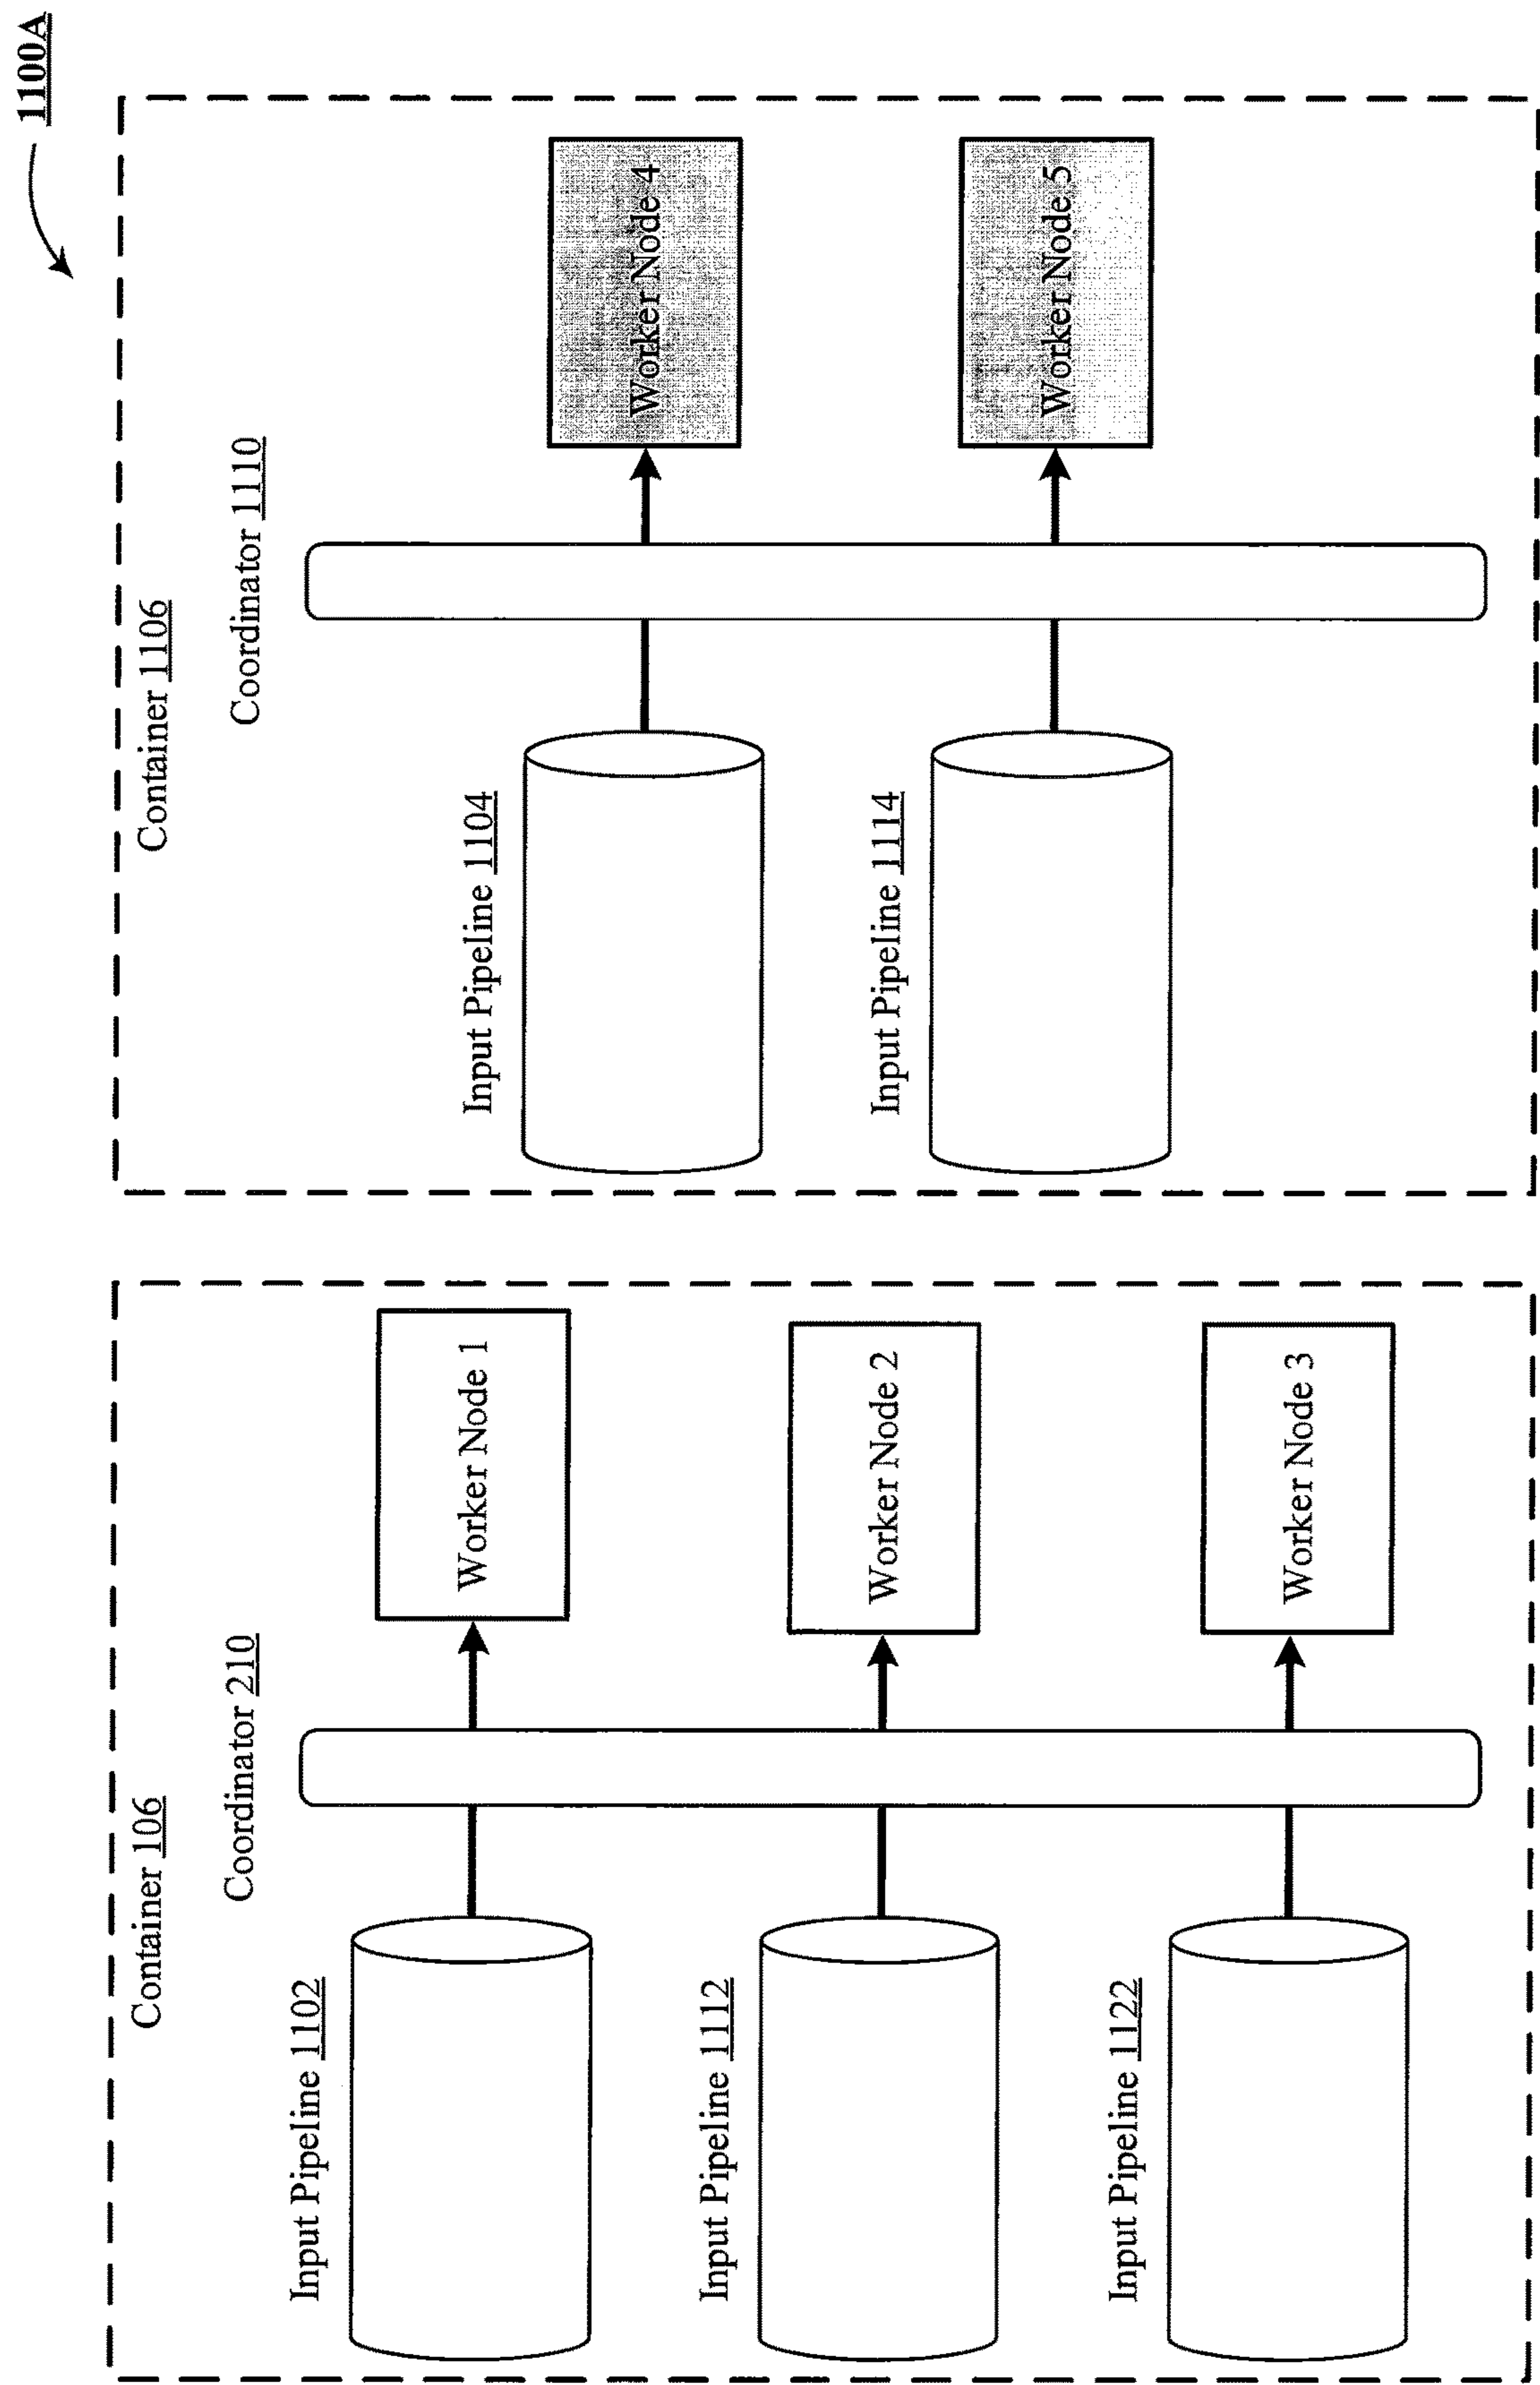 1100A
Container 106
Coordinator 210
Input Pipeline 1102
Worker Node 1
Input Pipeline 1112
Worker Node 2
Input Pipeline 1122
Worker Node 3
Container 1106
Coordinator 1110
Input Pipeline 1104
Worker Node 4
Input Pipeline 1114
Worker Node 5